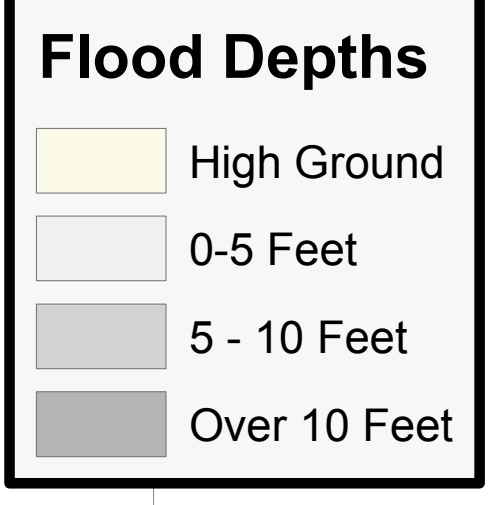 Flood Depths
High Ground
0-5 Feet
5 - 10 Feet
Over 10 Feet